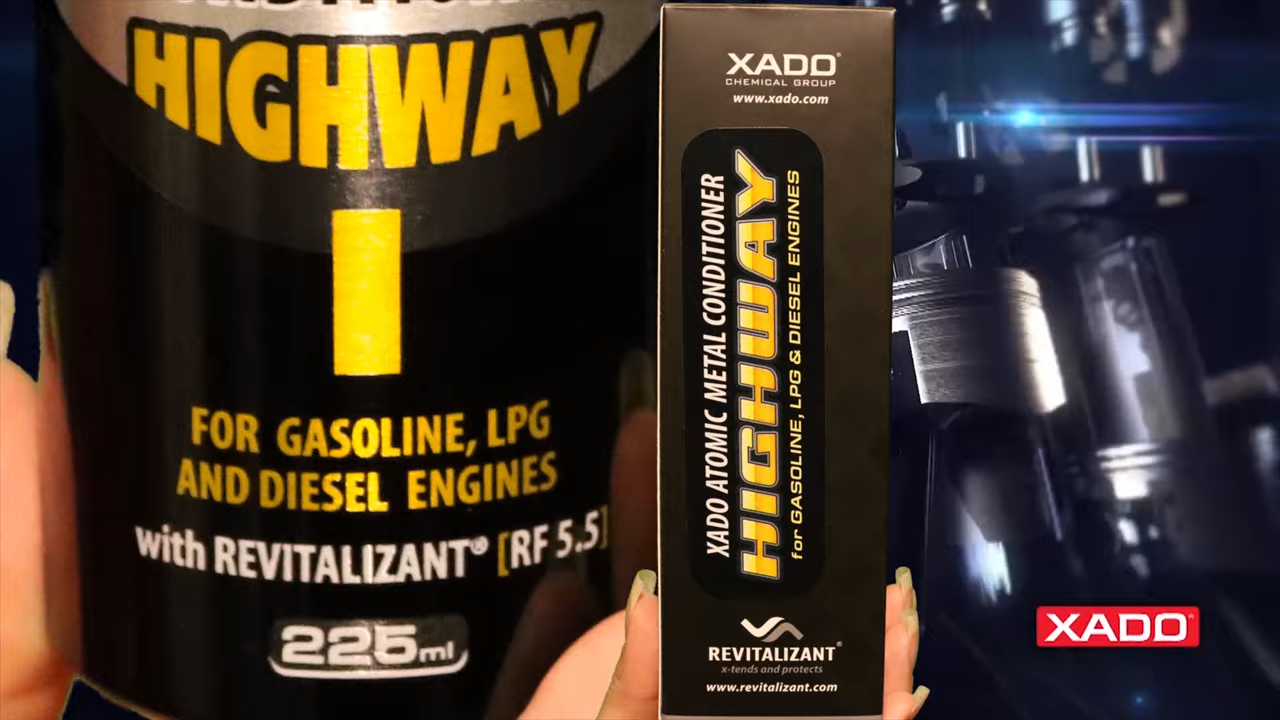 HIGHWAY
FOR GASOLINE, LPG
AND DIESEL ENGINES
with REVITALIZANT® [RF 5.5]
225ml
XADO®
CHEMICAL GROUP
www.xado.com
XADO ATOMIC METAL CONDITIONER
HIGHWAY
for GASOLINE, LPG & DIESEL ENGINES
REVITALIZANT®
x-tends and protects
www.revitalizant.com
XADO®